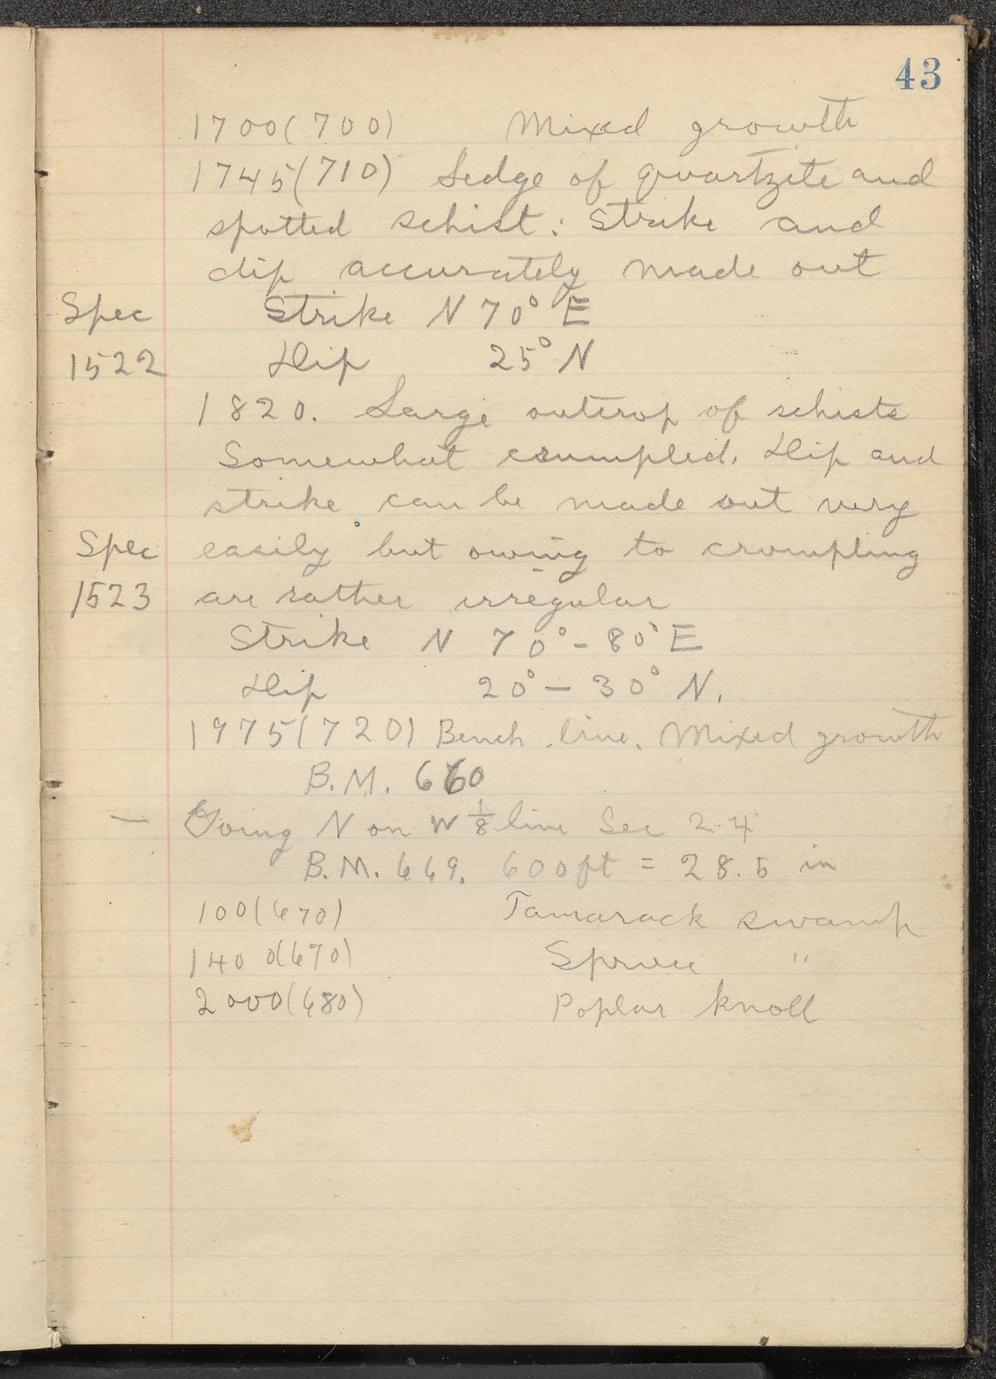 43
1700(700) Mixed growth
1745(710) Ledge of quartzite and
spotted schist; Strike and
dip accurately made out
Spec Strike N 70° E
1522 Dip 25° N
1820. Large outcrop of schists
Somewhat crumpled. Dip and
strike can be made out very
Spec easily but owing to crumpling
1523 are rather irregular
Strike N 70° - 80° E
Dip 20° - 30° N.
1975(720) Bench line. Mixed growth
B.M. 660
— Going N on W 1/8 line Sec 24
B.M. 669. 600 ft = 28.5 in
100(670) Tamarack swamp
1400(670) Spruce "
2000(680) Poplar knoll